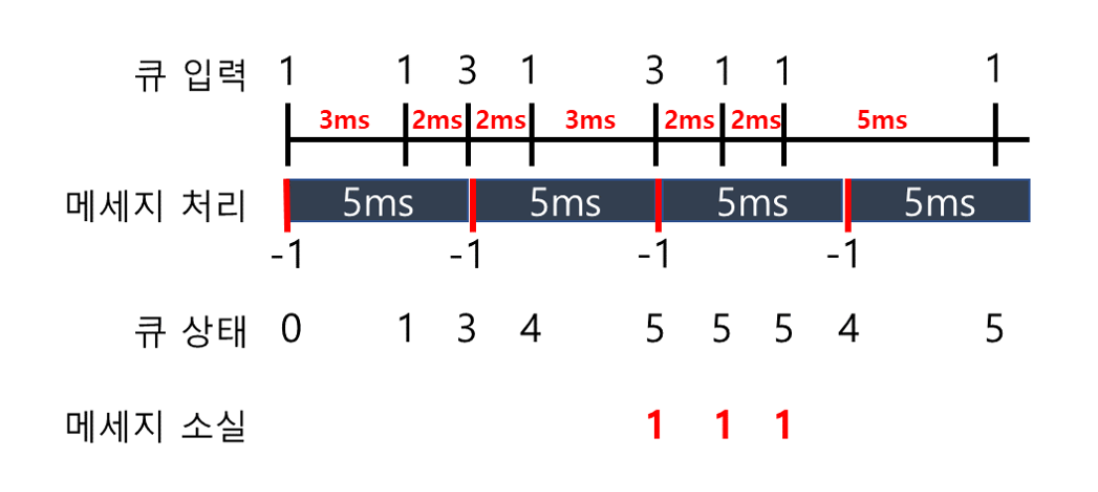 큐 입력 1 1 3 1 3 1 1 1
3ms 2ms 2ms 3ms 2ms 2ms 5ms
메세지 처리 5ms 5ms 5ms 5ms
-1 -1 -1 -1
큐 상태 0 1 3 4 5 5 5 4 5
메세지 소실 1 1 1